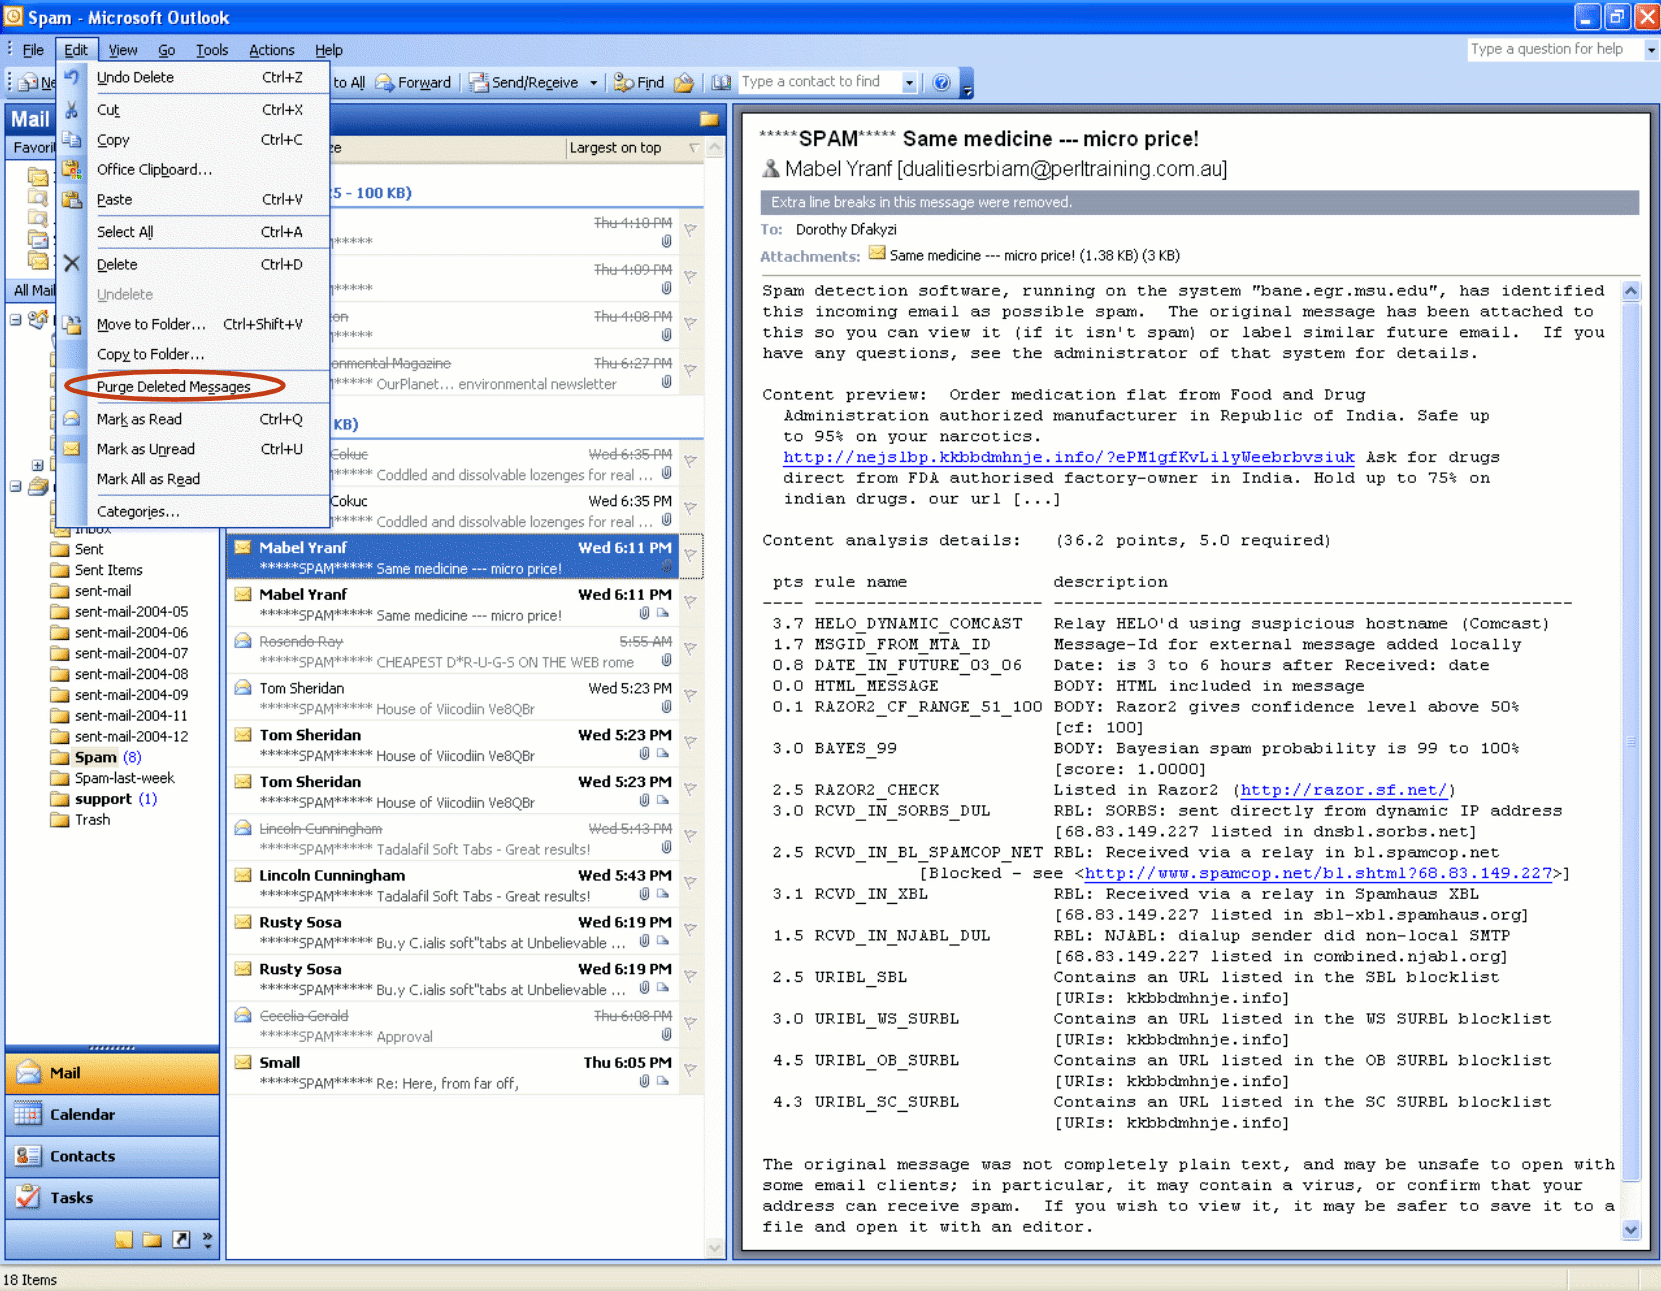 Spam - Microsoft Outlook
File Edit View Go Tools Actions Help
Type a question for help
to All Forward Send/Receive Find Type a contact to find
Undo Delete Ctrl+Z
Cut Ctrl+X
Copy Ctrl+C
Office Clipboard...
Paste Ctrl+V
Select All Ctrl+A
Delete Ctrl+D
Undelete
Move to Folder... Ctrl+Shift+V
Copy to Folder...
Purge Deleted Messages
Mark as Read Ctrl+Q
Mark as Unread Ctrl+U
Mark All as Read
Categories...
Mail
Favori
All Mail
Inbox
Sent
Sent Items
sent-mail
sent-mail-2004-05
sent-mail-2004-06
sent-mail-2004-07
sent-mail-2004-08
sent-mail-2004-09
sent-mail-2004-11
sent-mail-2004-12
Spam (8)
Spam-last-week
support (1)
Trash
Mail
Calendar
Contacts
Tasks
18 Items
Largest on top
5 - 100 KB)
Thu 4:10 PM
*****
Thu 4:09 PM
*****
Thu 4:08 PM
*****
onmental Magazine Thu 6:27 PM
***** OurPlanet... environmental newsletter
KB)
Cokuc Wed 6:35 PM
***** Coddled and dissolvable lozenges for real ...
Cokuc Wed 6:35 PM
***** Coddled and dissolvable lozenges for real ...
Mabel Yranf Wed 6:11 PM
*****SPAM***** Same medicine --- micro price!
Mabel Yranf Wed 6:11 PM
*****SPAM***** Same medicine --- micro price!
Rosendo Ray 5:55 AM
*****SPAM***** CHEAPEST D*R-U-G-S ON THE WEB rome
Tom Sheridan Wed 5:23 PM
*****SPAM***** House of Viicodiin Ve8QBr
Tom Sheridan Wed 5:23 PM
*****SPAM***** House of Viicodiin Ve8QBr
Tom Sheridan Wed 5:23 PM
*****SPAM***** House of Viicodiin Ve8QBr
Lincoln Cunningham Wed 5:43 PM
*****SPAM***** Tadalafil Soft Tabs - Great results!
Lincoln Cunningham Wed 5:43 PM
*****SPAM***** Tadalafil Soft Tabs - Great results!
Rusty Sosa Wed 6:19 PM
*****SPAM***** Bu.y C.ialis soft"tabs at Unbelievable ...
Rusty Sosa Wed 6:19 PM
*****SPAM***** Bu.y C.ialis soft"tabs at Unbelievable ...
Cecelia Gerald Thu 6:08 PM
*****SPAM***** Approval
Small Thu 6:05 PM
*****SPAM***** Re: Here, from far off,
*****SPAM***** Same medicine --- micro price!
Mabel Yranf [dualitiesrbiam@perltraining.com.au]
Extra line breaks in this message were removed.
To: Dorothy Dfakyzi
Attachments: Same medicine --- micro price! (1.38 KB) (3 KB)
Spam detection software, running on the system "bane.egr.msu.edu", has identified
this incoming email as possible spam. The original message has been attached to
this so you can view it (if it isn't spam) or label similar future email. If you
have any questions, see the administrator of that system for details.
Content preview: Order medication flat from Food and Drug
Administration authorized manufacturer in Republic of India. Safe up
to 95% on your narcotics.
http://nejslbp.kkbbdmhnje.info/?ePM1gfKvLilyWeebrbvsiuk Ask for drugs
direct from FDA authorised factory-owner in India. Hold up to 75% on
indian drugs. our url [...]
Content analysis details: (36.2 points, 5.0 required)
pts rule name description
---- ---------------------- --------------------------------------------------
3.7 HELO_DYNAMIC_COMCAST Relay HELO'd using suspicious hostname (Comcast)
1.7 MSGID_FROM_MTA_ID Message-Id for external message added locally
0.8 DATE_IN_FUTURE_03_06 Date: is 3 to 6 hours after Received: date
0.0 HTML_MESSAGE BODY: HTML included in message
0.1 RAZOR2_CF_RANGE_51_100 BODY: Razor2 gives confidence level above 50%
[cf: 100]
3.0 BAYES_99 BODY: Bayesian spam probability is 99 to 100%
[score: 1.0000]
2.5 RAZOR2_CHECK Listed in Razor2 (http://razor.sf.net/)
3.0 RCVD_IN_SORBS_DUL RBL: SORBS: sent directly from dynamic IP address
[68.83.149.227 listed in dnsbl.sorbs.net]
2.5 RCVD_IN_BL_SPAMCOP_NET RBL: Received via a relay in bl.spamcop.net
[Blocked - see <http://www.spamcop.net/bl.shtml?68.83.149.227>]
3.1 RCVD_IN_XBL RBL: Received via a relay in Spamhaus XBL
[68.83.149.227 listed in sbl-xbl.spamhaus.org]
1.5 RCVD_IN_NJABL_DUL RBL: NJABL: dialup sender did non-local SMTP
[68.83.149.227 listed in combined.njabl.org]
2.5 URIBL_SBL Contains an URL listed in the SBL blocklist
[URIs: kkbbdmhnje.info]
3.0 URIBL_WS_SURBL Contains an URL listed in the WS SURBL blocklist
[URIs: kkbbdmhnje.info]
4.5 URIBL_OB_SURBL Contains an URL listed in the OB SURBL blocklist
[URIs: kkbbdmhnje.info]
4.3 URIBL_SC_SURBL Contains an URL listed in the SC SURBL blocklist
[URIs: kkbbdmhnje.info]
The original message was not completely plain text, and may be unsafe to open with
some email clients; in particular, it may contain a virus, or confirm that your
address can receive spam. If you wish to view it, it may be safer to save it to a
file and open it with an editor.